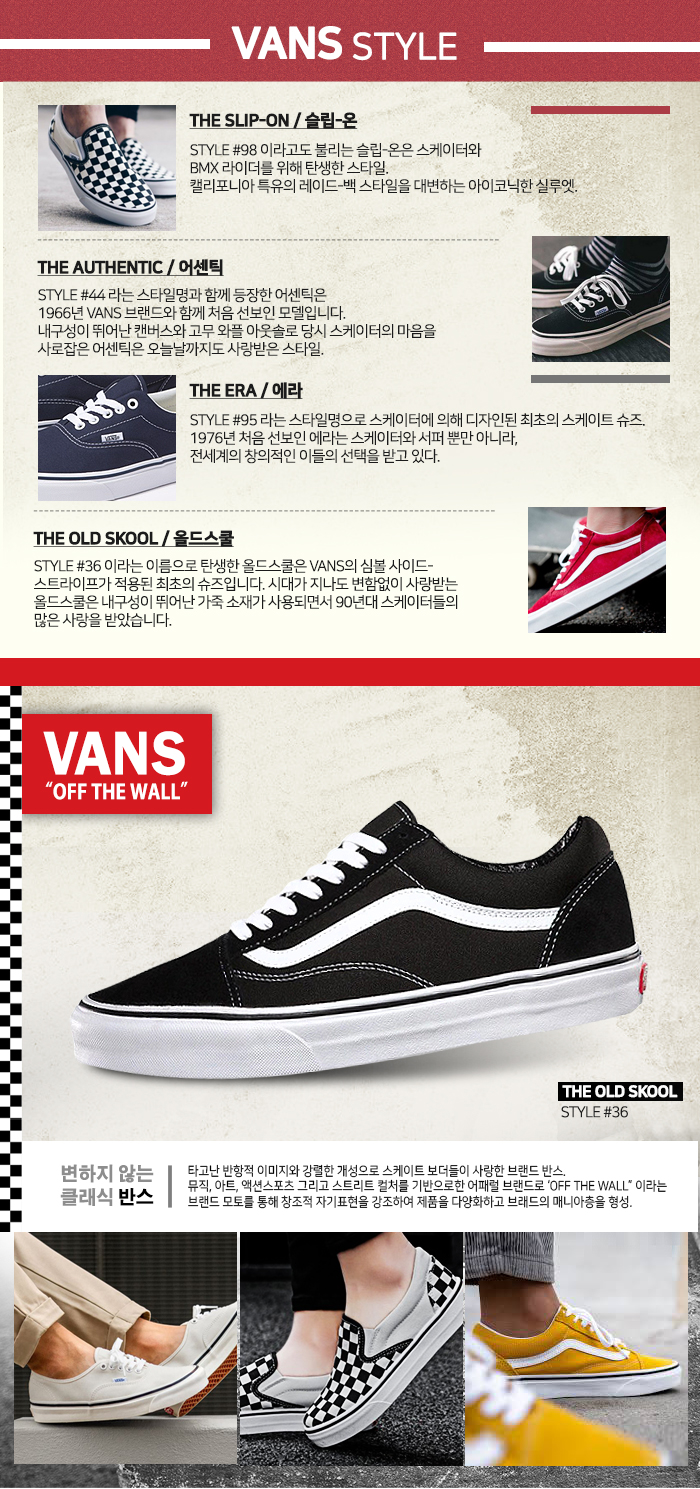 VANS STYLE
THE SLIP-ON / 슬립-온
STYLE #98 이라고도 불리는 슬립-온은 스케이터와
BMX 라이더를 위해 탄생한 스타일.
캘리포니아 특유의 레이드-백 스타일을 대변하는 아이코닉한 실루엣.
THE AUTHENTIC / 어센틱
STYLE #44 라는 스타일명과 함께 등장한 어센틱은
1966년 VANS 브랜드와 함께 처음 선보인 모델입니다.
내구성이 뛰어난 캔버스와 고무 와플 아웃솔로 당시 스케이터의 마음을
사로잡은 어센틱은 오늘날까지도 사랑받은 스타일.
THE ERA / 에라
STYLE #95 라는 스타일명으로 스케이터에 의해 디자인된 최초의 스케이트 슈즈.
1976년 처음 선보인 에라는 스케이터와 서퍼 뿐만 아니라,
전세계의 창의적인 이들의 선택을 받고 있다.
THE OLD SKOOL / 올드스쿨
STYLE #36 이라는 이름으로 탄생한 올드스쿨은 VANS의 심볼 사이드-
스트라이프가 적용된 최초의 슈즈입니다. 시대가 지나도 변함없이 사랑받는
올드스쿨은 내구성이 뛰어난 가죽 소재가 사용되면서 90년대 스케이터들의
많은 사랑을 받았습니다.
VANS
“OFF THE WALL”
THE OLD SKOOL
STYLE #36
변하지 않는
클래식 반스
타고난 반항적 이미지와 강렬한 개성으로 스케이트 보더들이 사랑한 브랜드 반스.
뮤직, 아트, 액션스포츠 그리고 스트리트 컬처를 기반으로한 어패럴 브랜드로 ‘OFF THE WALL” 이라는
브랜드 모토를 통해 창조적 자기표현을 강조하여 제품을 다양화하고 브래드의 매니아층을 형성.